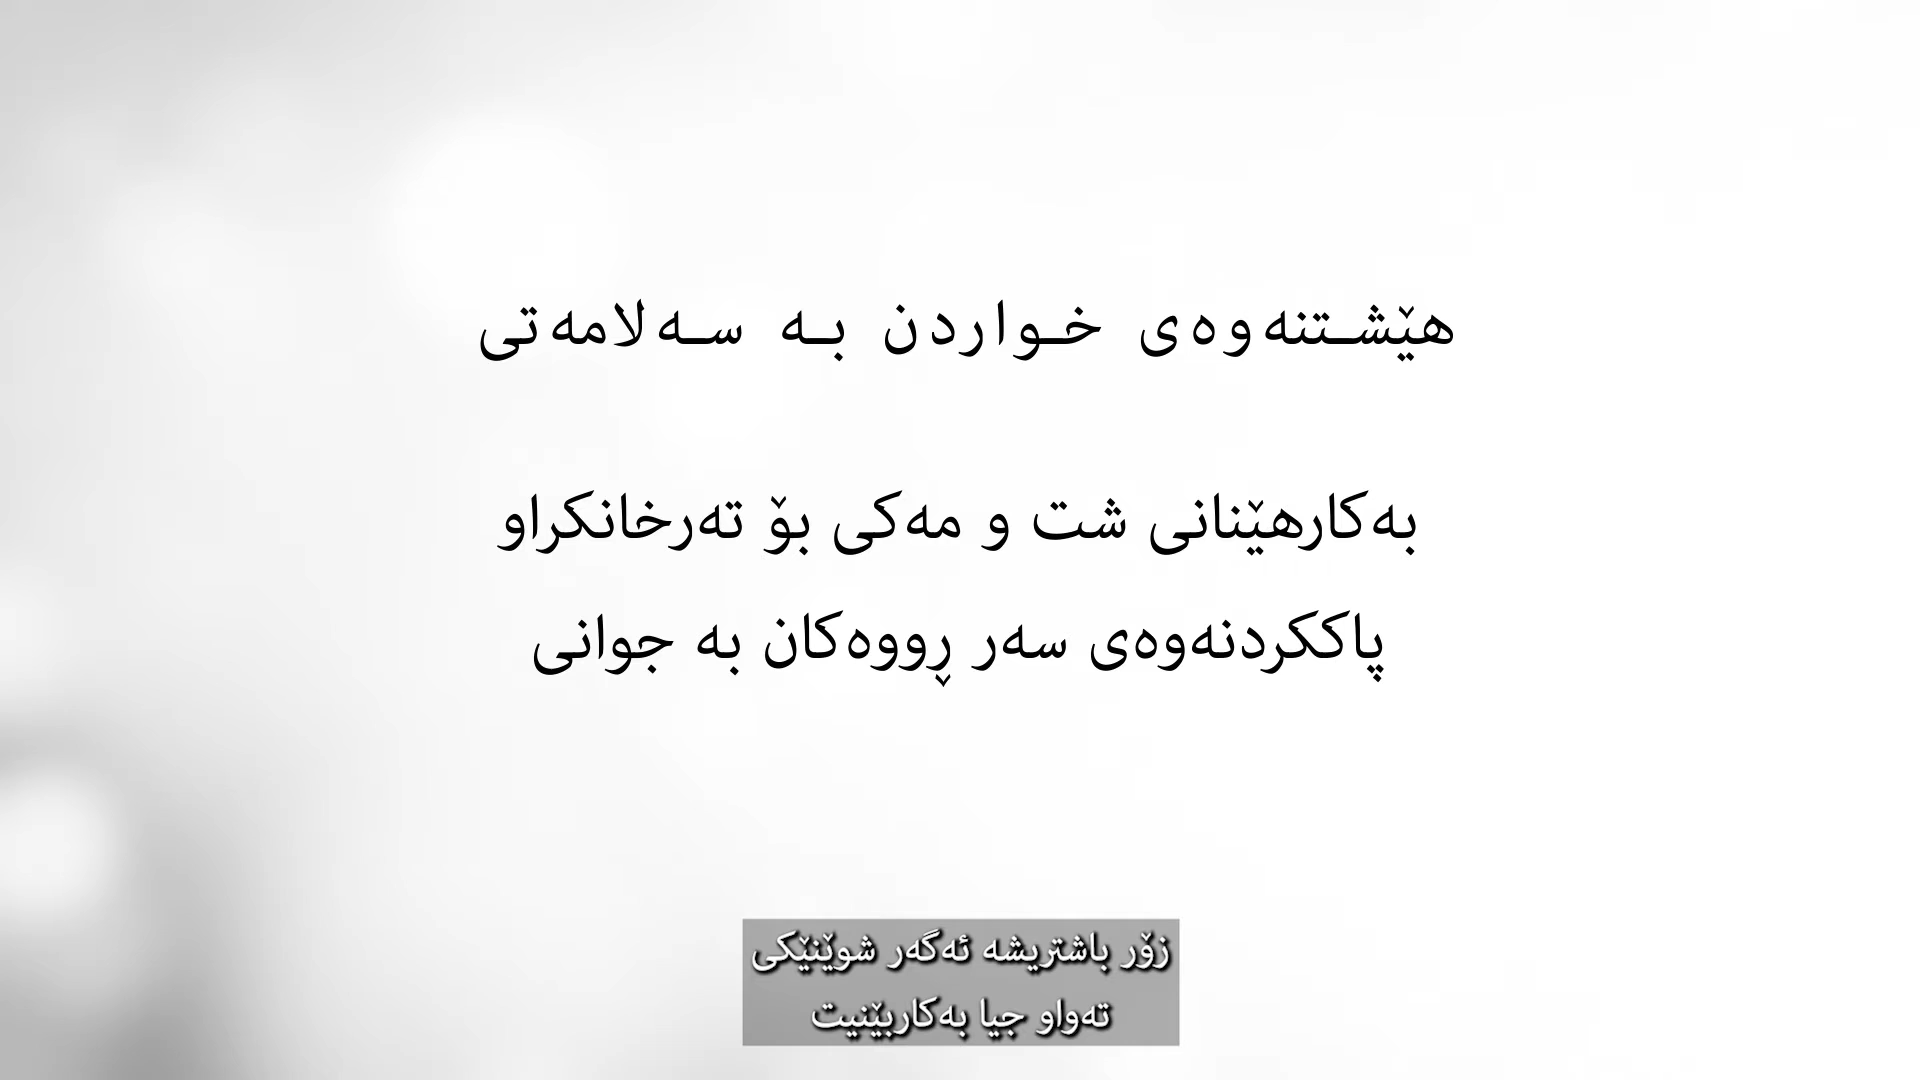 هێشتنەوەی خواردن بە سەلامەتی
بەکارهێنانی شت و مەکی بۆ تەرخانکراو
پاککردنەوەی سەر ڕووەکان بە جوانی
زۆر باشتریشە ئەگەر شوێنێکی
تەواو جیا بەکاربێنیت